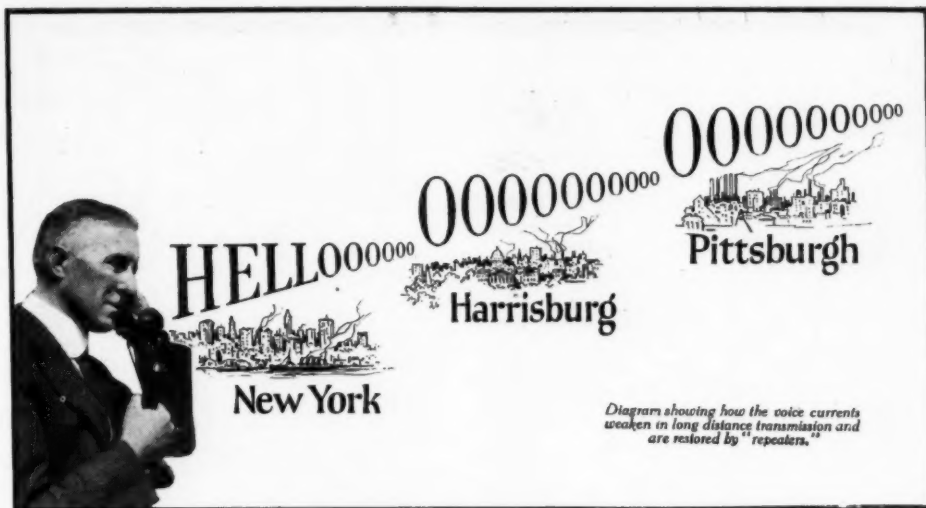 HELLOOOOOOO
OOOOOOOOOO
OOOOOOOOOO
New York
Harrisburg
Pittsburgh
Diagram showing how the voice currents
weaken in long distance transmission and
are restored by "repeaters."